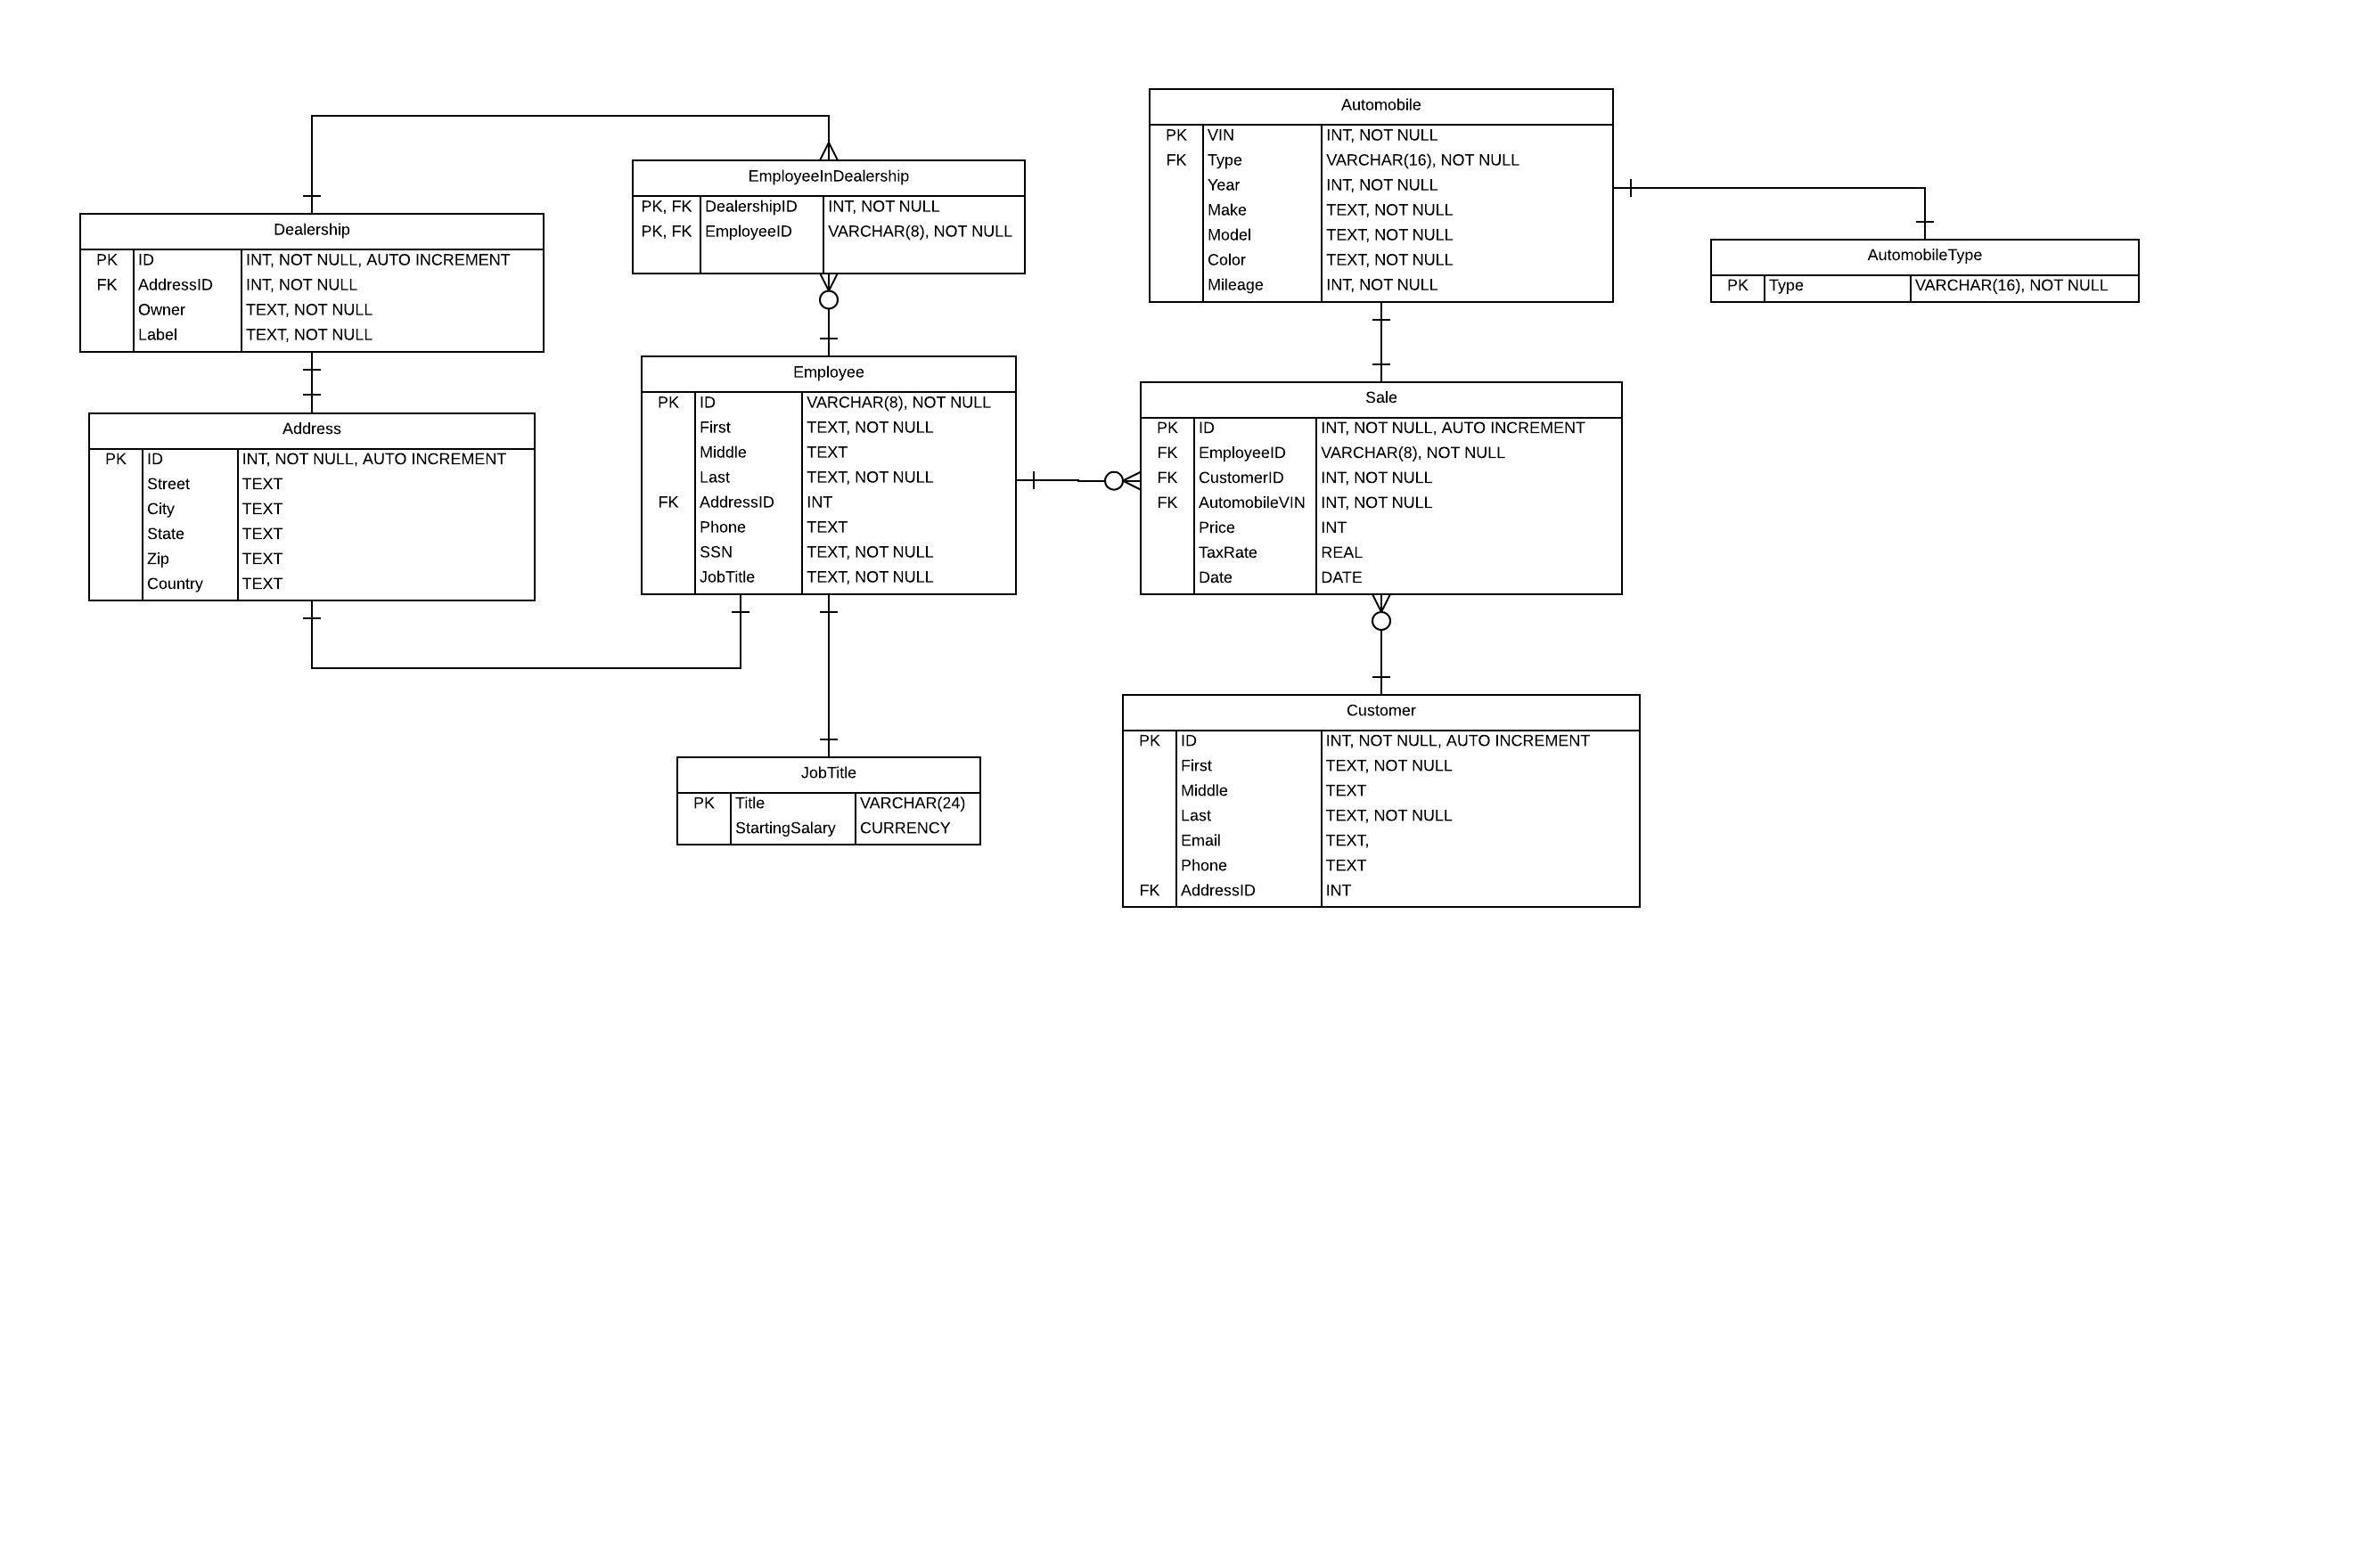 Dealership
PK ID INT, NOT NULL, AUTO INCREMENT
FK AddressID INT, NOT NULL
Owner TEXT, NOT NULL
Label TEXT, NOT NULL
Address
PK ID INT, NOT NULL, AUTO INCREMENT
Street TEXT
City TEXT
State TEXT
Zip TEXT
Country TEXT
EmployeeInDealership
PK, FK DealershipID INT, NOT NULL
PK, FK EmployeeID VARCHAR(8), NOT NULL
Employee
PK ID VARCHAR(8), NOT NULL
First TEXT, NOT NULL
Middle TEXT
Last TEXT, NOT NULL
FK AddressID INT
Phone TEXT
SSN TEXT, NOT NULL
JobTitle TEXT, NOT NULL
JobTitle
PK Title VARCHAR(24)
StartingSalary CURRENCY
Automobile
PK VIN INT, NOT NULL
FK Type VARCHAR(16), NOT NULL
Year INT, NOT NULL
Make TEXT, NOT NULL
Model TEXT, NOT NULL
Color TEXT, NOT NULL
Mileage INT, NOT NULL
AutomobileType
PK Type VARCHAR(16), NOT NULL
Sale
PK ID INT, NOT NULL, AUTO INCREMENT
FK EmployeeID VARCHAR(8), NOT NULL
FK CustomerID INT, NOT NULL
FK AutomobileVIN INT, NOT NULL
Price INT
TaxRate REAL
Date DATE
Customer
PK ID INT, NOT NULL, AUTO INCREMENT
First TEXT, NOT NULL
Middle TEXT
Last TEXT, NOT NULL
Email TEXT,
Phone TEXT
FK AddressID INT